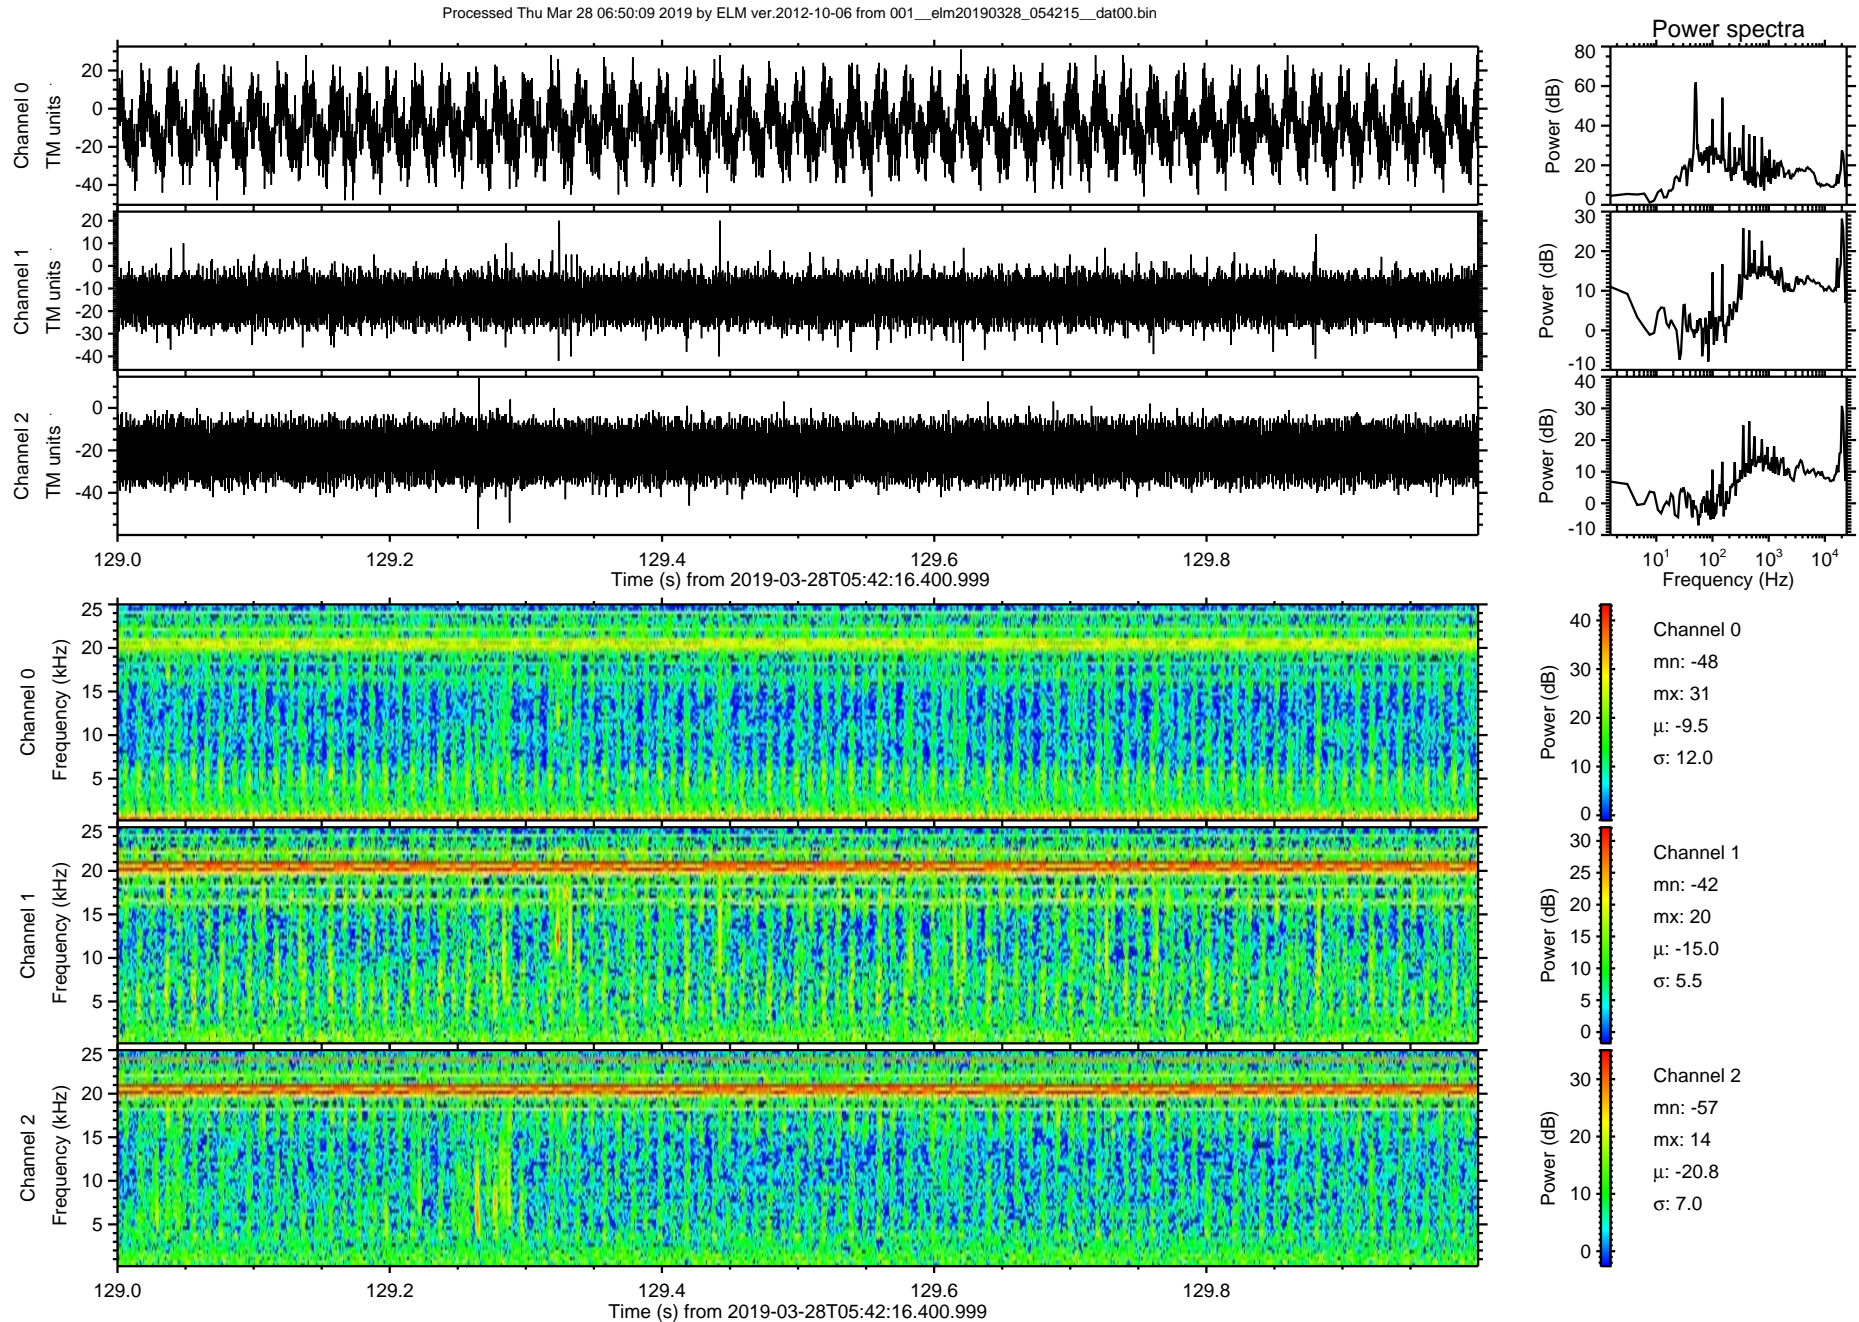 Processed Thu Mar 28 06:50:09 2019 by ELM ver.2012-10-06 from 001__elm20190328_054215__dat00.bin
Power spectra
Channel 0
TM units
20
0
-20
-40
Power (dB)
80
60
40
20
0
Channel 1
TM units
20
10
0
-10
-20
-30
-40
Power (dB)
30
20
10
0
-10
Channel 2
TM units
0
-20
-40
Power (dB)
40
30
20
10
0
-10
129.0 129.2 129.4 129.6 129.8
Time (s) from 2019-03-28T05:42:16.400.999
10¹ 10² 10³ 10⁴
Frequency (Hz)
Channel 0
Frequency (kHz)
25
20
15
10
5
Power (dB)
40
30
20
10
0
Channel 0
mn: -48
mx: 31
μ: -9.5
σ: 12.0
Channel 1
Frequency (kHz)
25
20
15
10
5
Power (dB)
30
25
20
15
10
5
0
Channel 1
mn: -42
mx: 20
μ: -15.0
σ: 5.5
Channel 2
Frequency (kHz)
25
20
15
10
5
Power (dB)
30
20
10
0
Channel 2
mn: -57
mx: 14
μ: -20.8
σ: 7.0
129.0 129.2 129.4 129.6 129.8
Time (s) from 2019-03-28T05:42:16.400.999